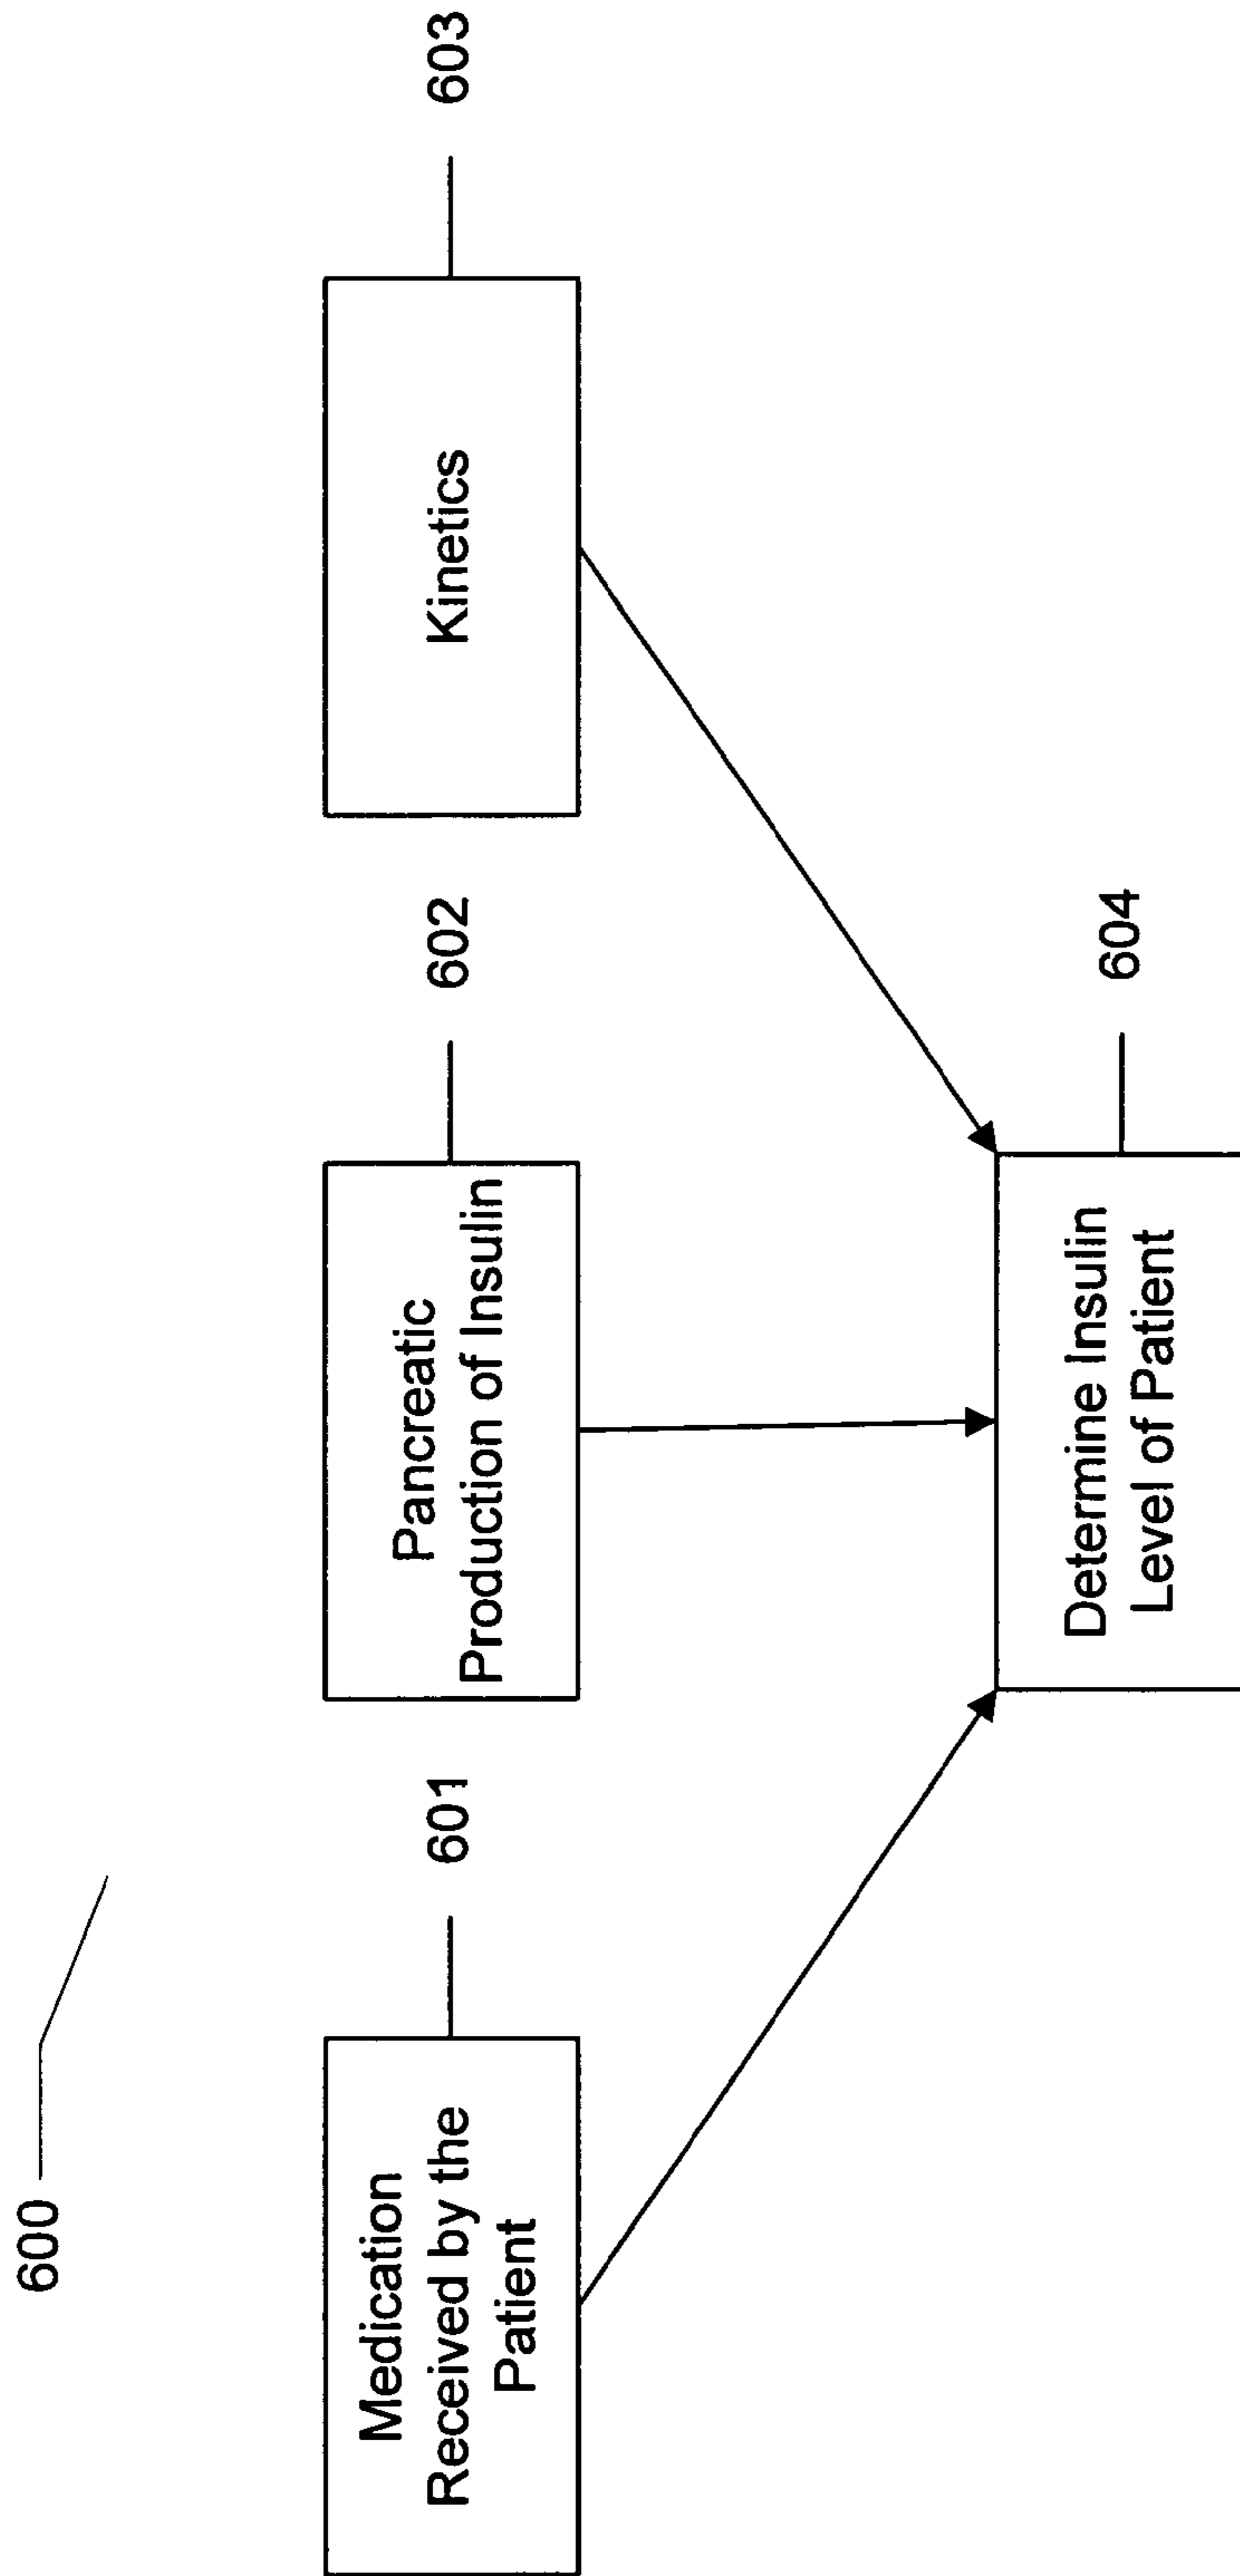 600
Medication
Received by the
Patient
601
Pancreatic
Production of Insulin
602
Kinetics
603
Determine Insulin
Level of Patient
604